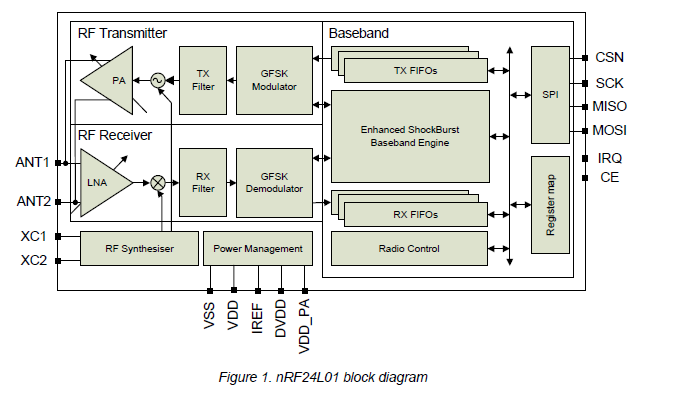 RF Transmitter
Baseband
PA
TX
Filter
GFSK
Modulator
TX FIFOs
SPI
CSN
SCK
MISO
MOSI
Enhanced ShockBurst
Baseband Engine
RF Receiver
ANT1
ANT2
LNA
RX
Filter
GFSK
Demodulator
RX FIFOs
Register map
IRQ
CE
XC1
XC2
RF Synthesiser
Power Management
Radio Control
VSS
VDD
IREF
DVDD
VDD_PA
Figure 1. nRF24L01 block diagram